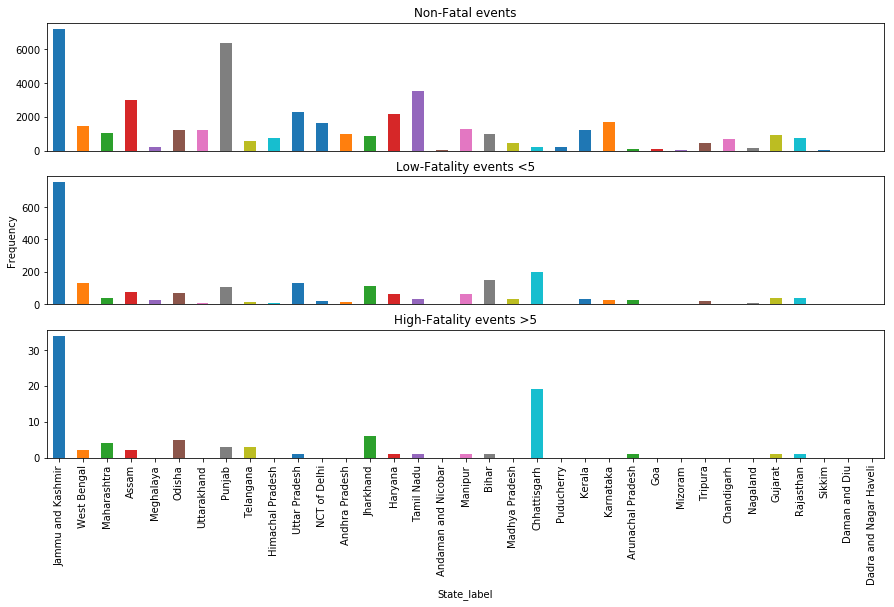 Non-Fatal events
6000
4000
2000
0
Low-Fatality events <5
600
400
200
0
Frequency
High-Fatality events >5
30
20
10
0
Jammu and Kashmir
West Bengal
Maharashtra
Assam
Meghalaya
Odisha
Uttarakhand
Punjab
Telangana
Himachal Pradesh
Uttar Pradesh
NCT of Delhi
Andhra Pradesh
Jharkhand
Haryana
Tamil Nadu
Andaman and Nicobar
Manipur
Bihar
Madhya Pradesh
Chhattisgarh
Puducherry
Kerala
Karnataka
Arunachal Pradesh
Goa
Mizoram
Tripura
Chandigarh
Nagaland
Gujarat
Rajasthan
Sikkim
Daman and Diu
Dadra and Nagar Haveli
State_label